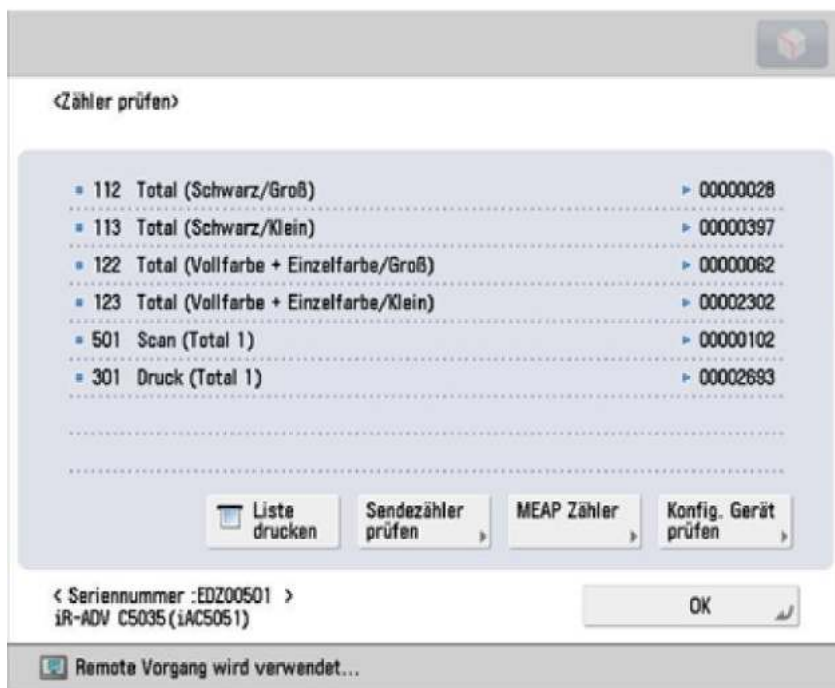 <Zähler prüfen>
112 Total (Schwarz/Groß) 00000028
113 Total (Schwarz/Klein) 00000397
122 Total (Vollfarbe + Einzelfarbe/Groß) 00000062
123 Total (Vollfarbe + Einzelfarbe/Klein) 00002302
501 Scan (Total 1) 00000102
301 Druck (Total 1) 00002693
Liste drucken
Sendezähler prüfen
MEAP Zähler
Konfig. Gerät prüfen
< Seriennummer :EDZ00501 >
iR-ADV C5035(iAC5051)
OK
Remote Vorgang wird verwendet...